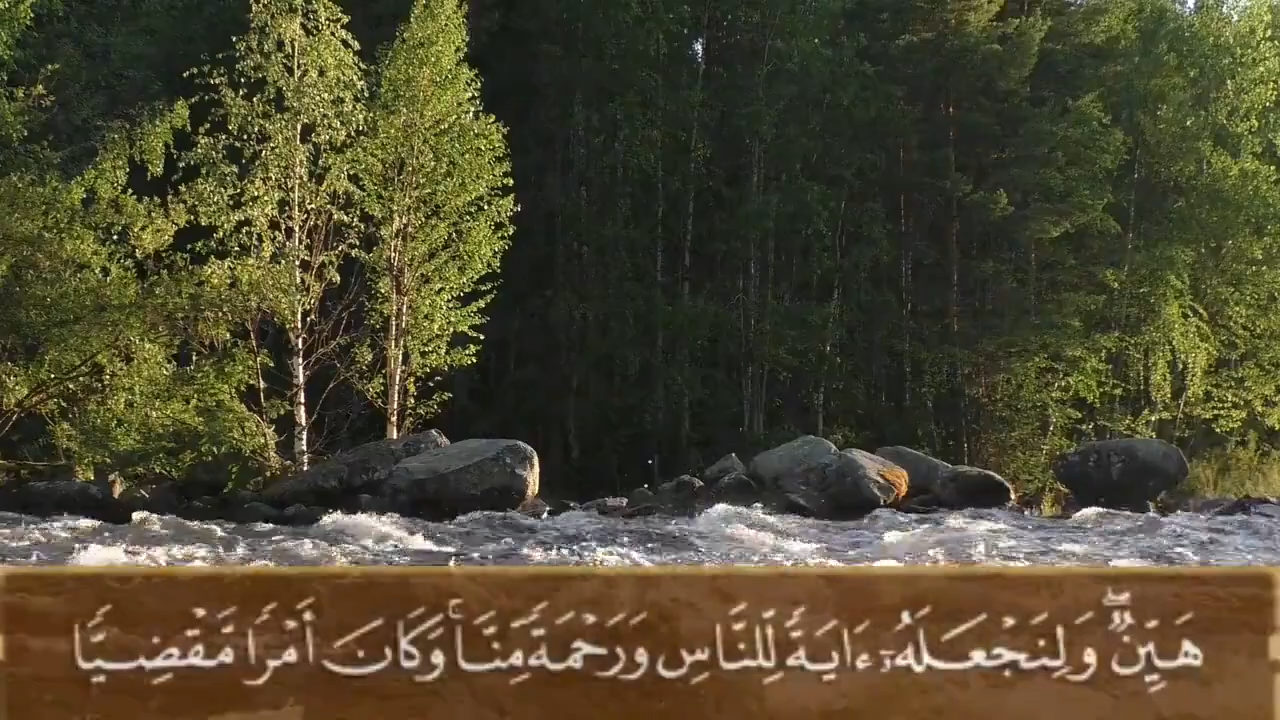 هَيِّنٌۖ وَلِنَجْعَلَهُۥٓ ءَايَةً لِّلنَّاسِ وَرَحْمَةً مِّنَّاۚ وَكَانَ أَمْرًا مَّقْضِيًّا